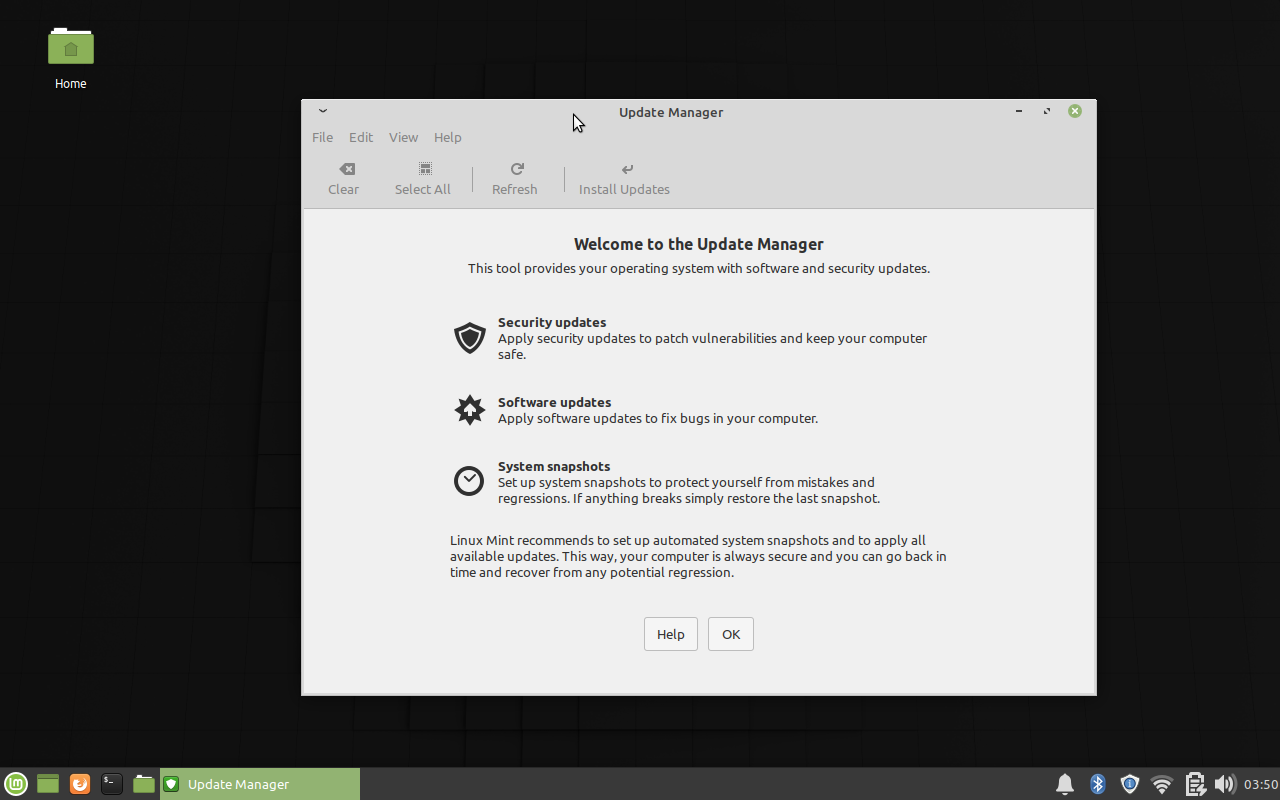 Home
Update Manager
File Edit View Help
Clear Select All Refresh Install Updates
Welcome to the Update Manager
This tool provides your operating system with software and security updates.
Security updates
Apply security updates to patch vulnerabilities and keep your computer
safe.
Software updates
Apply software updates to fix bugs in your computer.
System snapshots
Set up system snapshots to protect yourself from mistakes and
regressions. If anything breaks simply restore the last snapshot.
Linux Mint recommends to set up automated system snapshots and to apply all
available updates. This way, your computer is always secure and you can go back in
time and recover from any potential regression.
Help OK
Update Manager 03:50